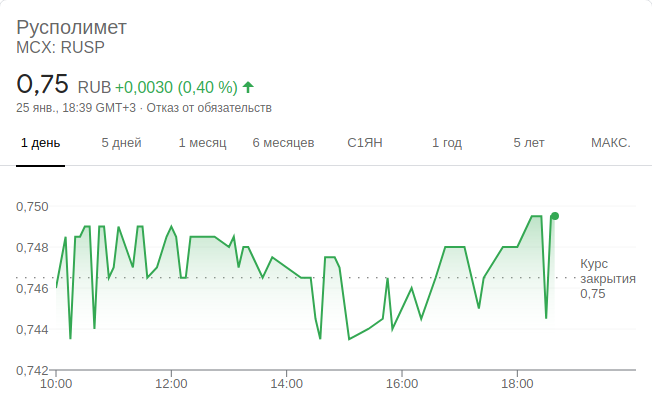 Русполимет
MCX: RUSP
0,75 RUB +0,0030 (0,40 %)
25 янв., 18:39 GMT+3 · Отказ от обязательств
1 день 5 дней 1 месяц 6 месяцев С1ЯН 1 год 5 лет МАКС.
0,750
0,748
0,746
0,744
0,742
Курс
закрытия
0,75
10:00 12:00 14:00 16:00 18:00